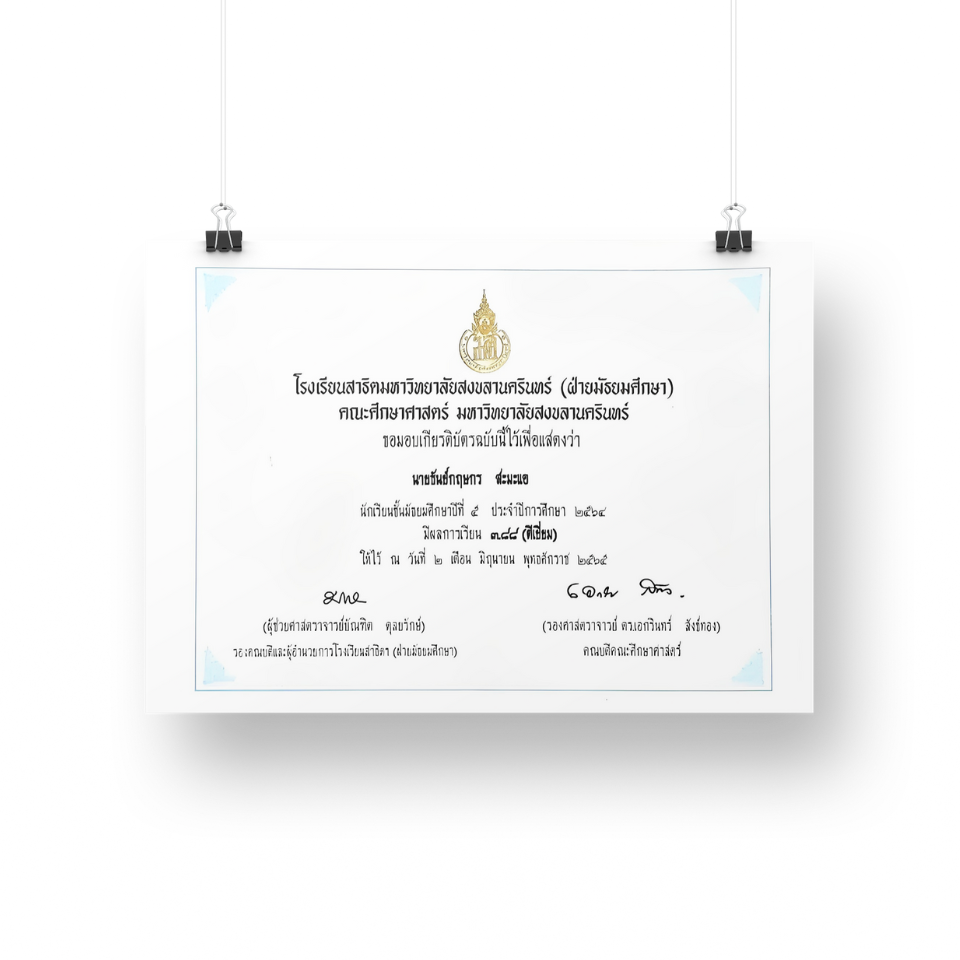 โรงเรียนสาธิตมหาวิทยาลัยสงขลานครินทร์ (ฝ่ายมัธยมศึกษา)
คณะศึกษาศาสตร์ มหาวิทยาลัยสงขลานครินทร์
ขอมอบเกียรติบัตรฉบับนี้ไว้เพื่อแสดงว่า
นายธันย์กฤษกร สะมะแอ
นักเรียนชั้นมัธยมศึกษาปีที่ ๕ ประจำปีการศึกษา ๒๕๖๔
มีผลการเรียน ๓.๘๘ (ดีเยี่ยม)
ให้ไว้ ณ วันที่ ๒ เดือน มิถุนายน พุทธศักราช ๒๕๖๕
(ผู้ช่วยศาสตราจารย์บัณฑิต ดุลยรักษ์)
(รองศาสตราจารย์ ดร.เอกรินทร์ สังข์ทอง)
รองคณบดีและผู้อำนวยการโรงเรียนสาธิตฯ (ฝ่ายมัธยมศึกษา)
คณบดีคณะศึกษาศาสตร์